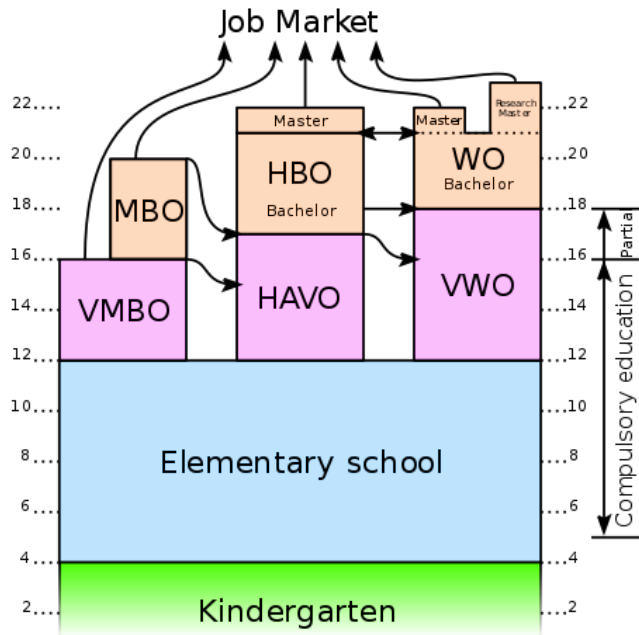 Job Market
22.... ....22
Master
Master
Research
Master
20.... ....20
HBO
WO
Bachelor
MBO
Bachelor
18.... ....18
Partial
16.... ....16
14.... ....14
VMBO
HAVO
VWO
12.... ....12
Compulsory education
10.... ....10
8.... ....8
Elementary school
6.... ....6
4.... ....4
2.... ....2
Kindergarten